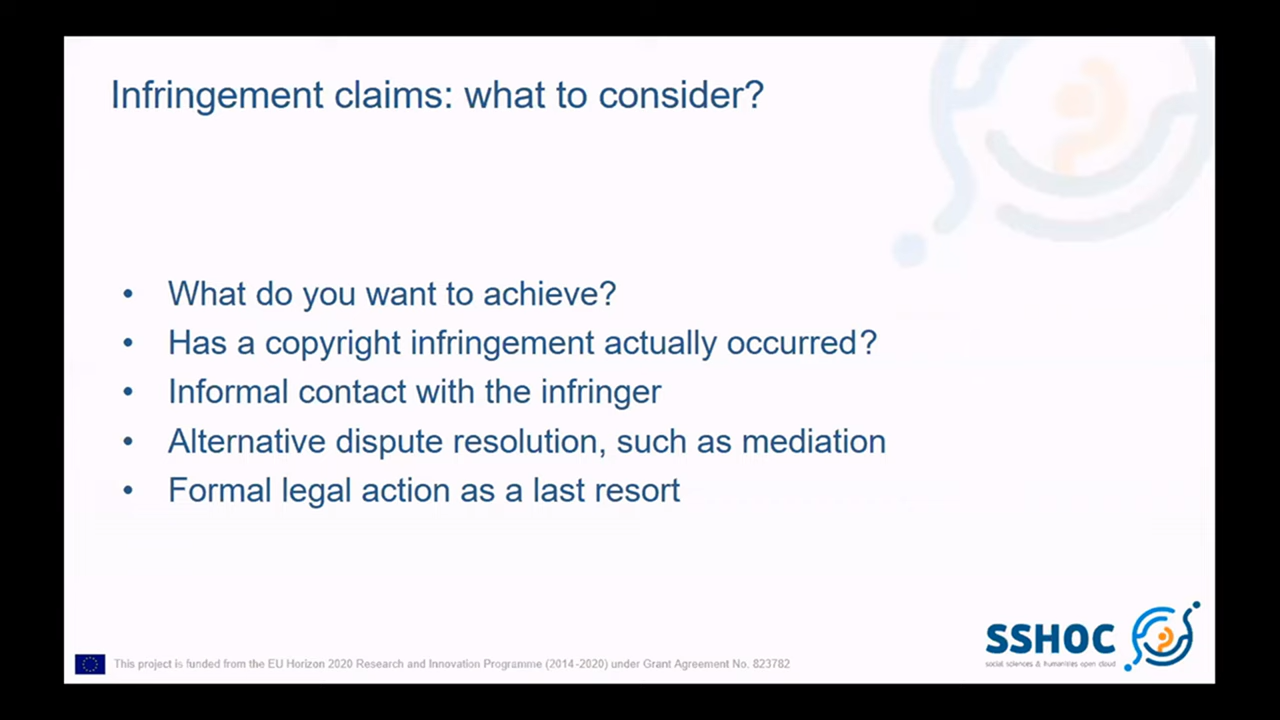 Infringement claims: what to consider?
• What do you want to achieve?
• Has a copyright infringement actually occurred?
• Informal contact with the infringer
• Alternative dispute resolution, such as mediation
• Formal legal action as a last resort
SSHOC
social sciences & humanities open cloud
This project is funded from the EU Horizon 2020 Research and Innovation Programme (2014-2020) under Grant Agreement No. 823782